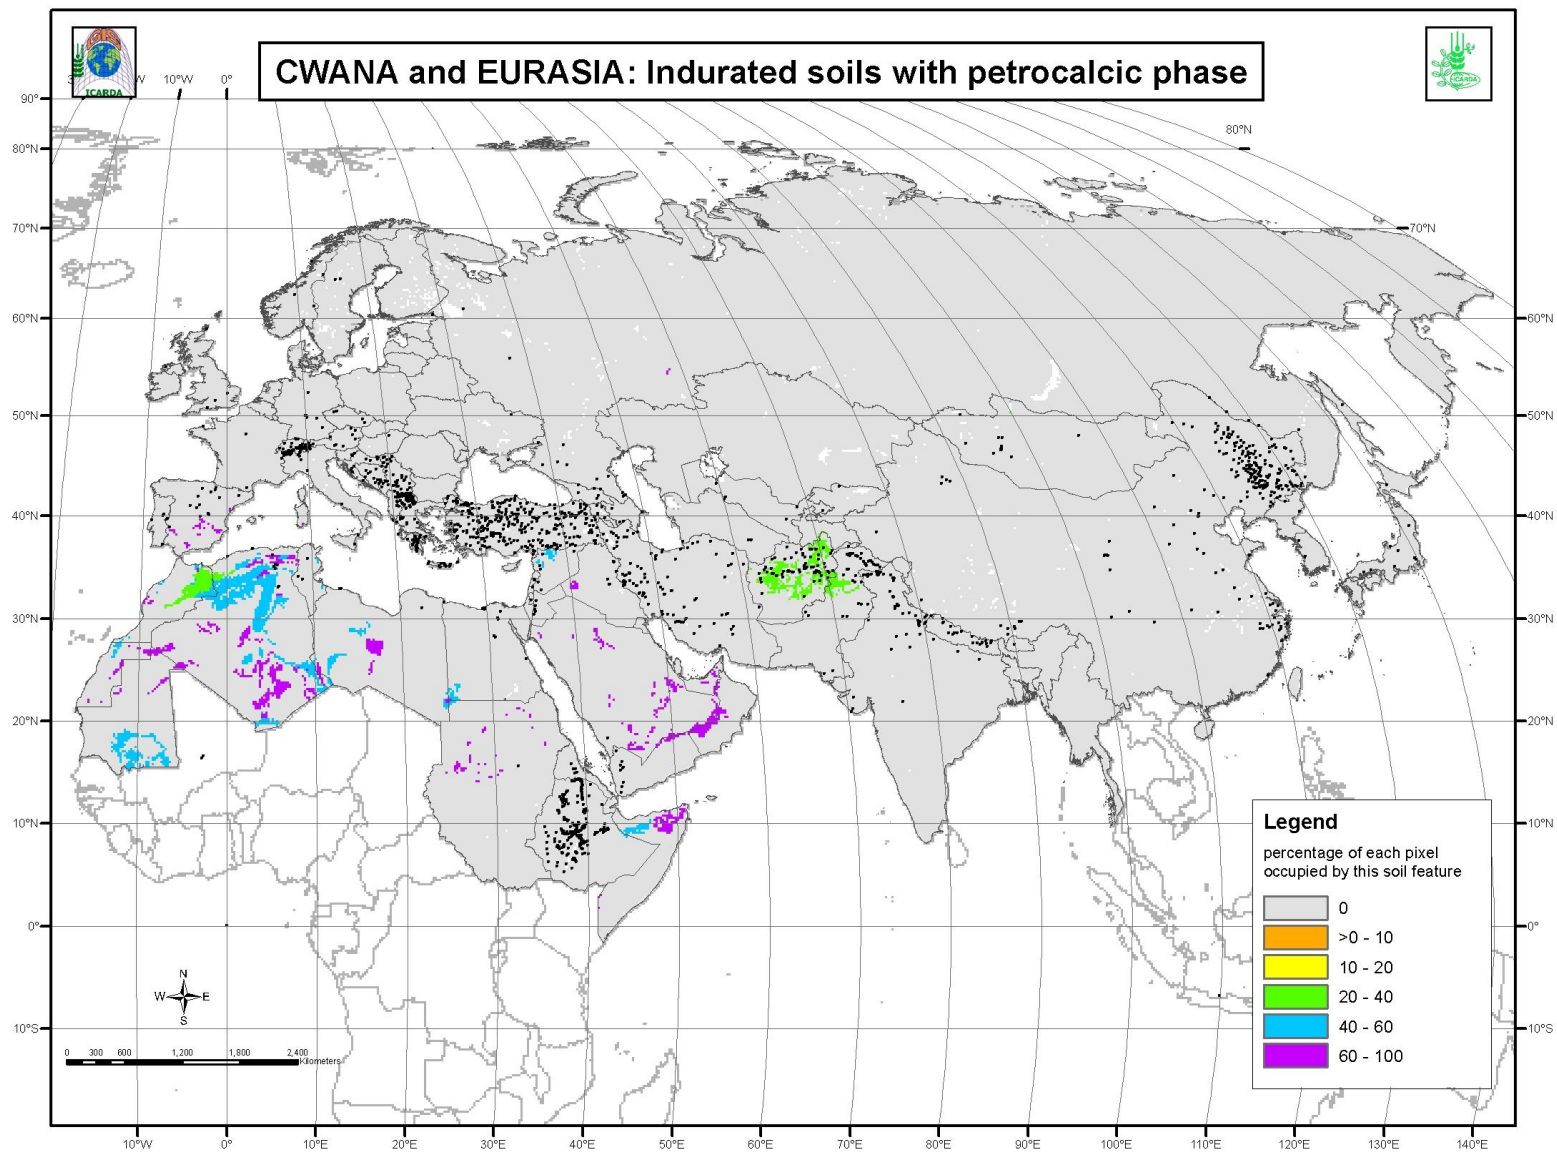 CWANA and EURASIA: Indurated soils with petrocalcic phase
ICARDA
ICARDA
W 10°W 0°
90°
80°
70°
60°
50°
40°
30°
20°
10°
0°
10°S
80°N
70°N
60°N
50°N
40°N
30°N
20°N
10°N
0°
10°S
N
W E
S
0 300 600 1,200 1,800 2,400
Kilometers
Legend
percentage of each pixel
occupied by this soil feature
0
>0 - 10
10 - 20
20 - 40
40 - 60
60 - 100
10°W 0° 10°E 20°E 30°E 40°E 50°E 60°E 70°E 80°E 90°E 100°E 110°E 120°E 130°E 140°E